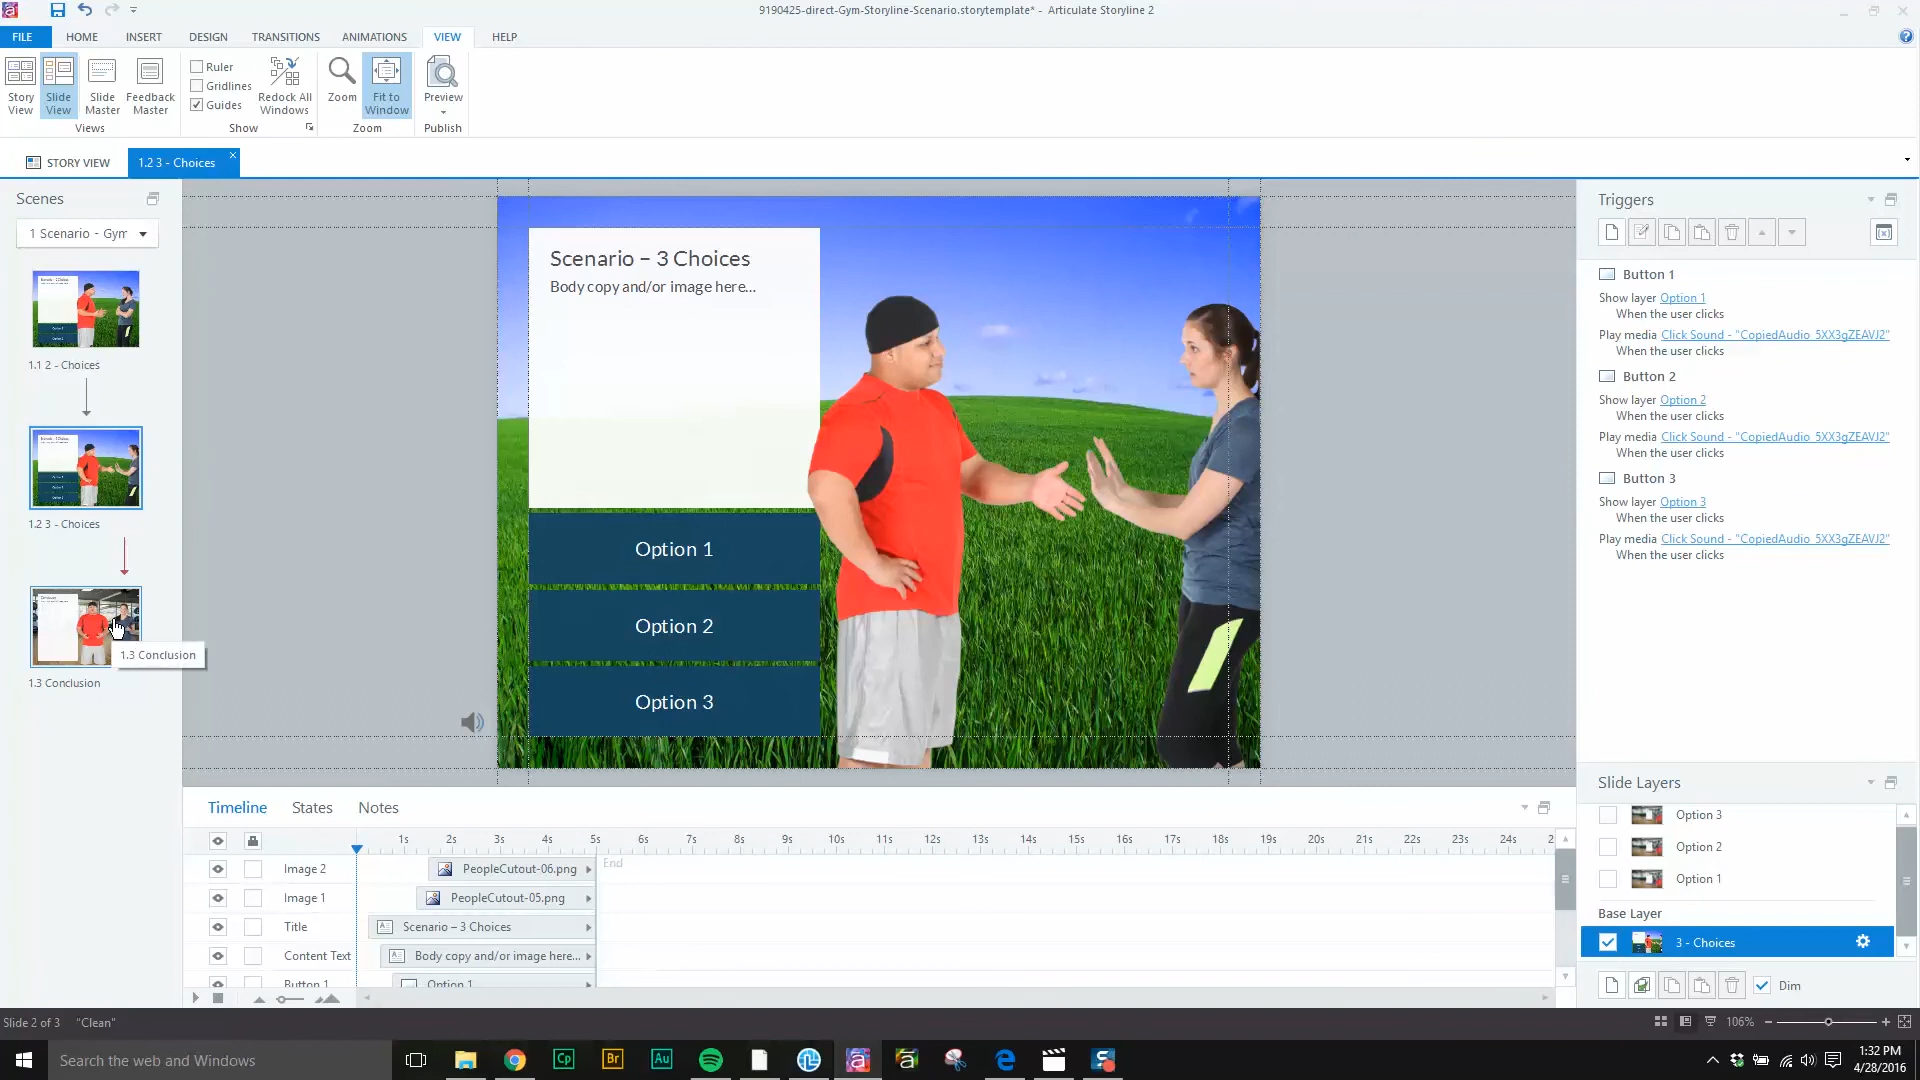 9190425-direct-Gym-Storyline-Scenario.storytemplate* - Articulate Storyline 2
FILE HOME INSERT DESIGN TRANSITIONS ANIMATIONS VIEW HELP
Story View
Slide View
Slide Master
Feedback Master
Views
Ruler
Gridlines
Guides
Redock All Windows
Show
Zoom
Fit to Window
Zoom
Preview
Publish
STORY VIEW
1.2 3 - Choices
Scenes
1 Scenario - Gym
1.1 2 - Choices
1.2 3 - Choices
1.3 Conclusion
1.3 Conclusion
Scenario – 3 Choices
Body copy and/or image here...
Option 1
Option 2
Option 3
Triggers
Button 1
Show layer Option 1
When the user clicks
Play media Click Sound - "CopiedAudio_5XX3gZEAVJ2"
When the user clicks
Button 2
Show layer Option 2
When the user clicks
Play media Click Sound - "CopiedAudio_5XX3gZEAVJ2"
When the user clicks
Button 3
Show layer Option 3
When the user clicks
Play media Click Sound - "CopiedAudio_5XX3gZEAVJ2"
When the user clicks
Slide Layers
Option 3
Option 2
Option 1
Base Layer
3 - Choices
Dim
Timeline States Notes
1s 2s 3s 4s 5s 6s 7s 8s 9s 10s 11s 12s 13s 14s 15s 16s 17s 18s 19s 20s 21s 22s 23s 24s 2
End
Image 2 PeopleCutout-06.png
Image 1 PeopleCutout-05.png
Title Scenario – 3 Choices
Content Text Body copy and/or image here...
Button 1 Option 1
Slide 2 of 3 "Clean"
106%
Search the web and Windows
Cp Br Au
1:32 PM
4/28/2016